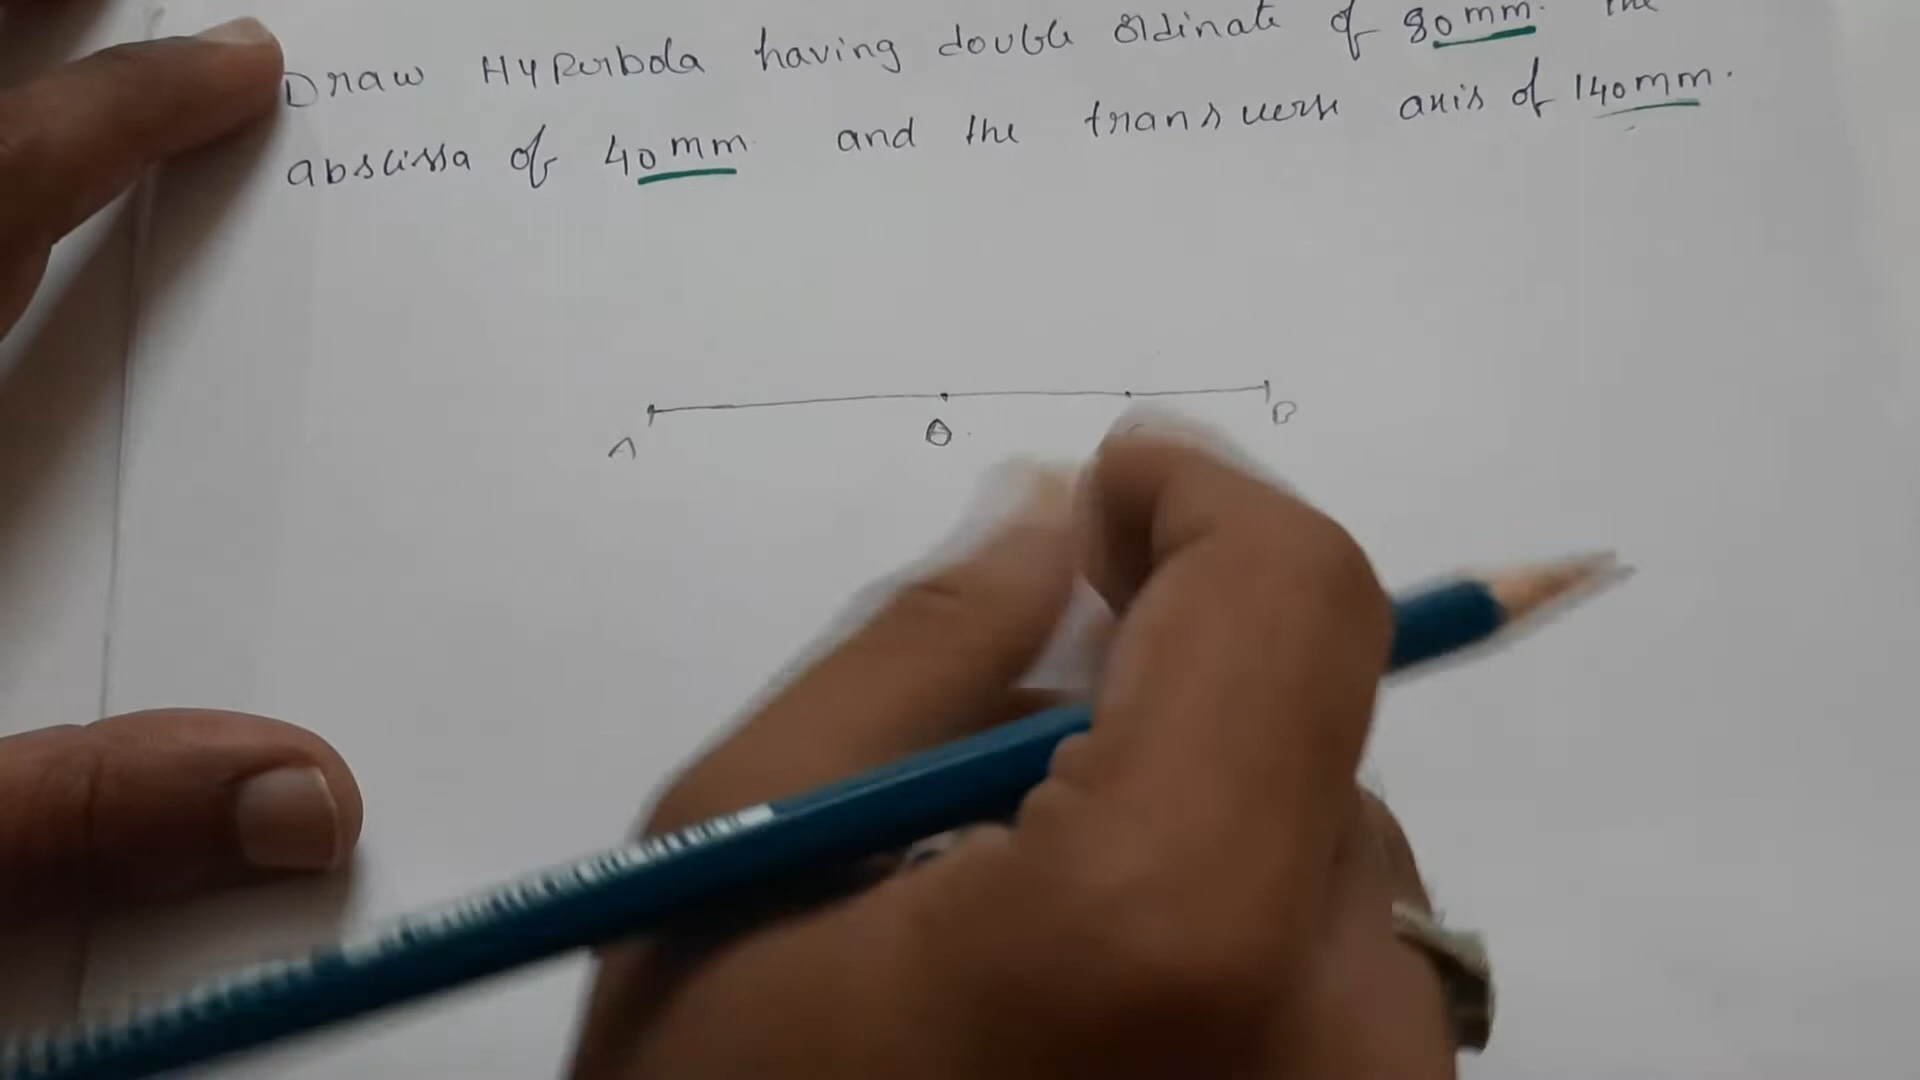 Draw Hyperbola having double ordinate of 80mm. The
abscissa of 40mm and the transverse axis of 140mm.
A O B